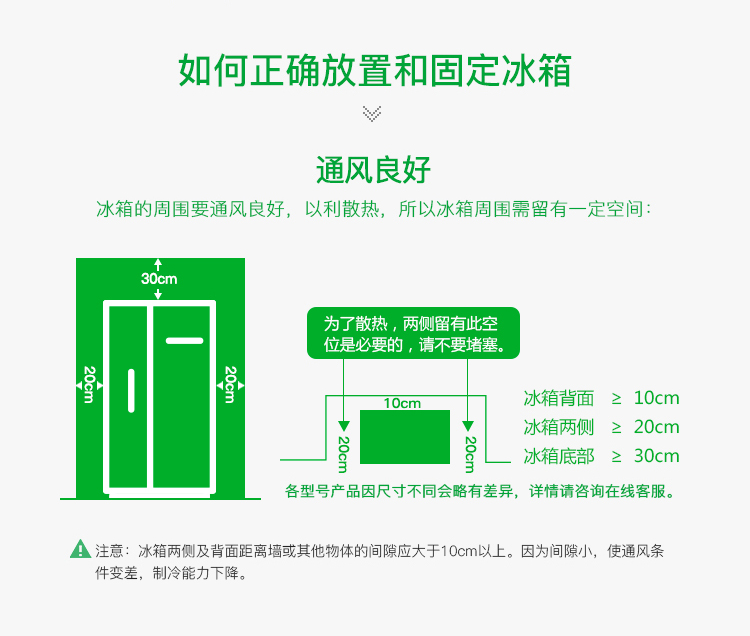 如何正确放置和固定冰箱
通风良好
冰箱的周围要通风良好，以利散热，所以冰箱周围需留有一定空间：
30cm
20cm
20cm
为了散热，两侧留有此空
位是必要的，请不要堵塞。
10cm
20cm
20cm
冰箱背面 ≥ 10cm
冰箱两侧 ≥ 20cm
冰箱底部 ≥ 30cm
各型号产品因尺寸不同会略有差异，详情请咨询在线客服。
注意：冰箱两侧及背面距离墙或其他物体的间隙应大于10cm以上。因为间隙小，使通风条
件变差，制冷能力下降。